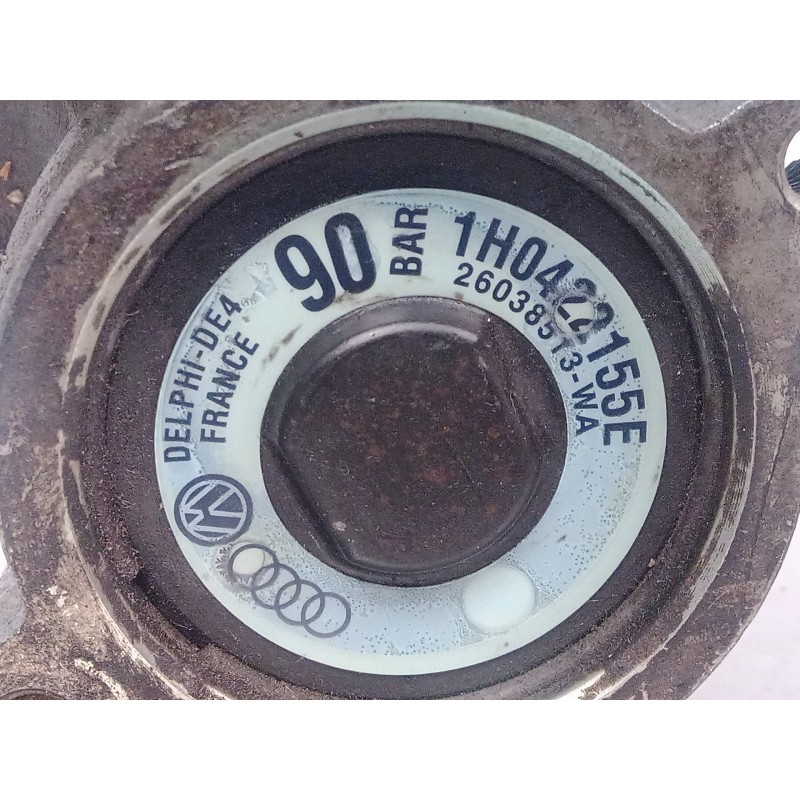 DELPHI-DE4
FRANCE
90
BAR
1H0422155E
26038513-WA